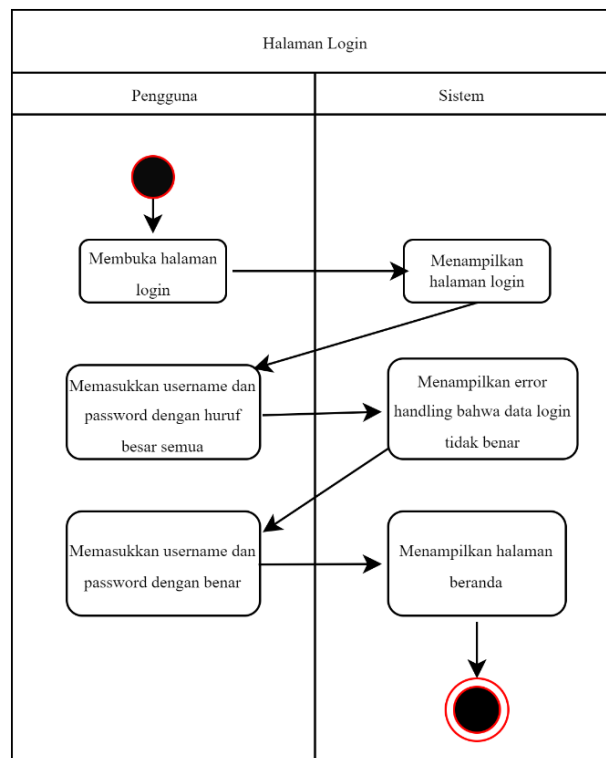 Halaman Login
Pengguna
Sistem
Membuka halaman
login
Menampilkan
halaman login
Memasukkan username dan
password dengan huruf
besar semua
Menampilkan error
handling bahwa data login
tidak benar
Memasukkan username dan
password dengan benar
Menampilkan halaman
beranda